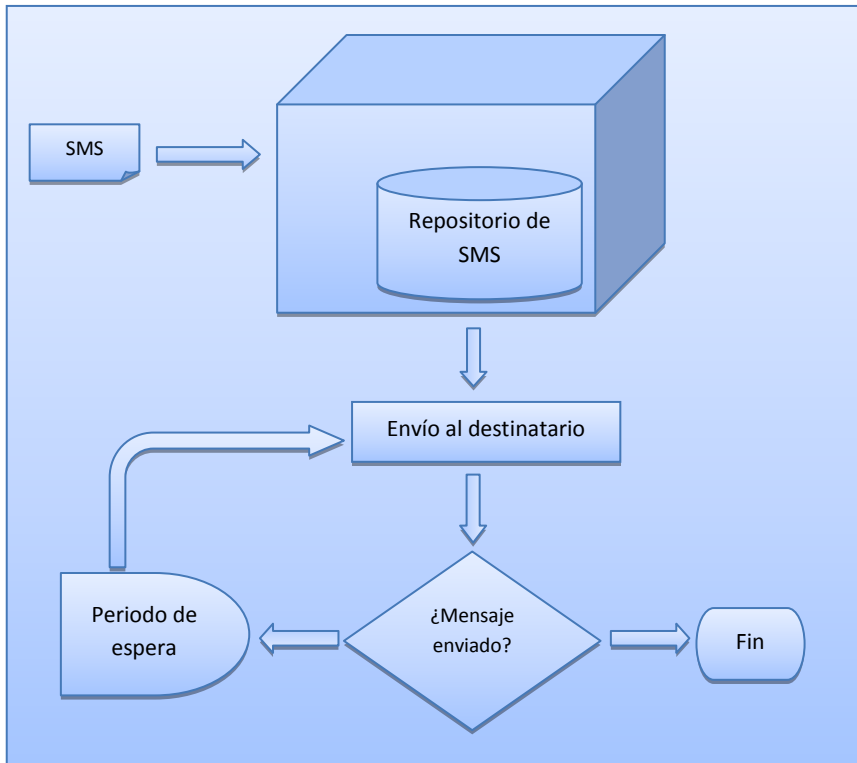 SMS
Repositorio de
SMS
Envío al destinatario
¿Mensaje
enviado?
Periodo de
espera
Fin